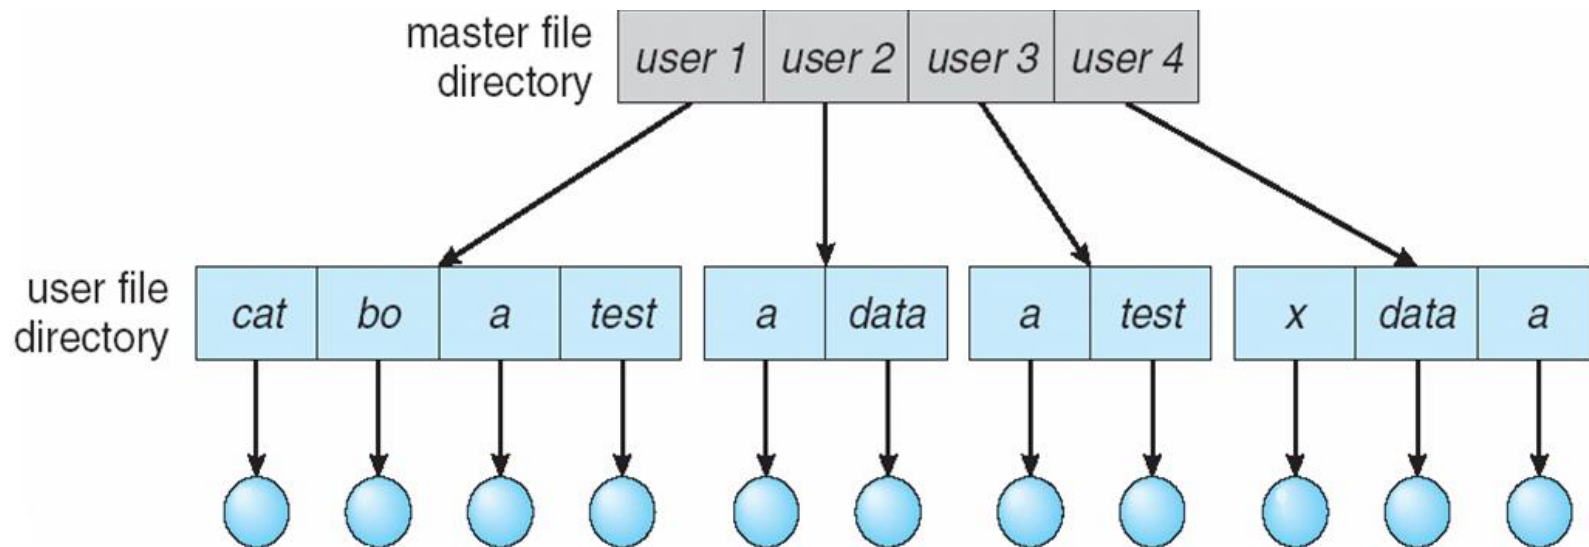 master file
directory
user 1 user 2 user 3 user 4
user file
directory
cat bo a test a data a test x data a